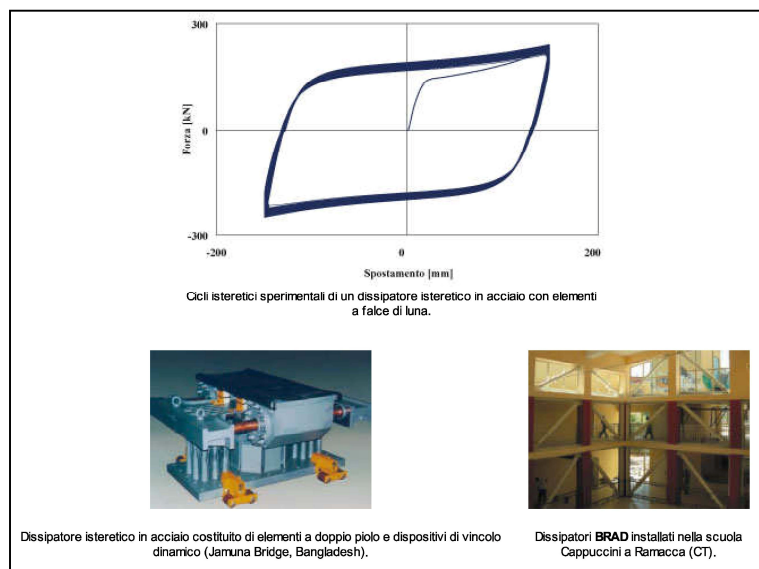 300
Forza [kN]
0
-300
-200
0
200
Spostamento [mm]
Cicli isteretici sperimentali di un dissipatore isteretico in acciaio con elementi
a falce di luna.
Dissipatore isteretico in acciaio costituito di elementi a doppio piolo e dispositivi di vincolo
dinamico (Jamuna Bridge, Bangladesh).
Dissipatori BRAD installati nella scuola
Cappuccini a Ramacca (CT).